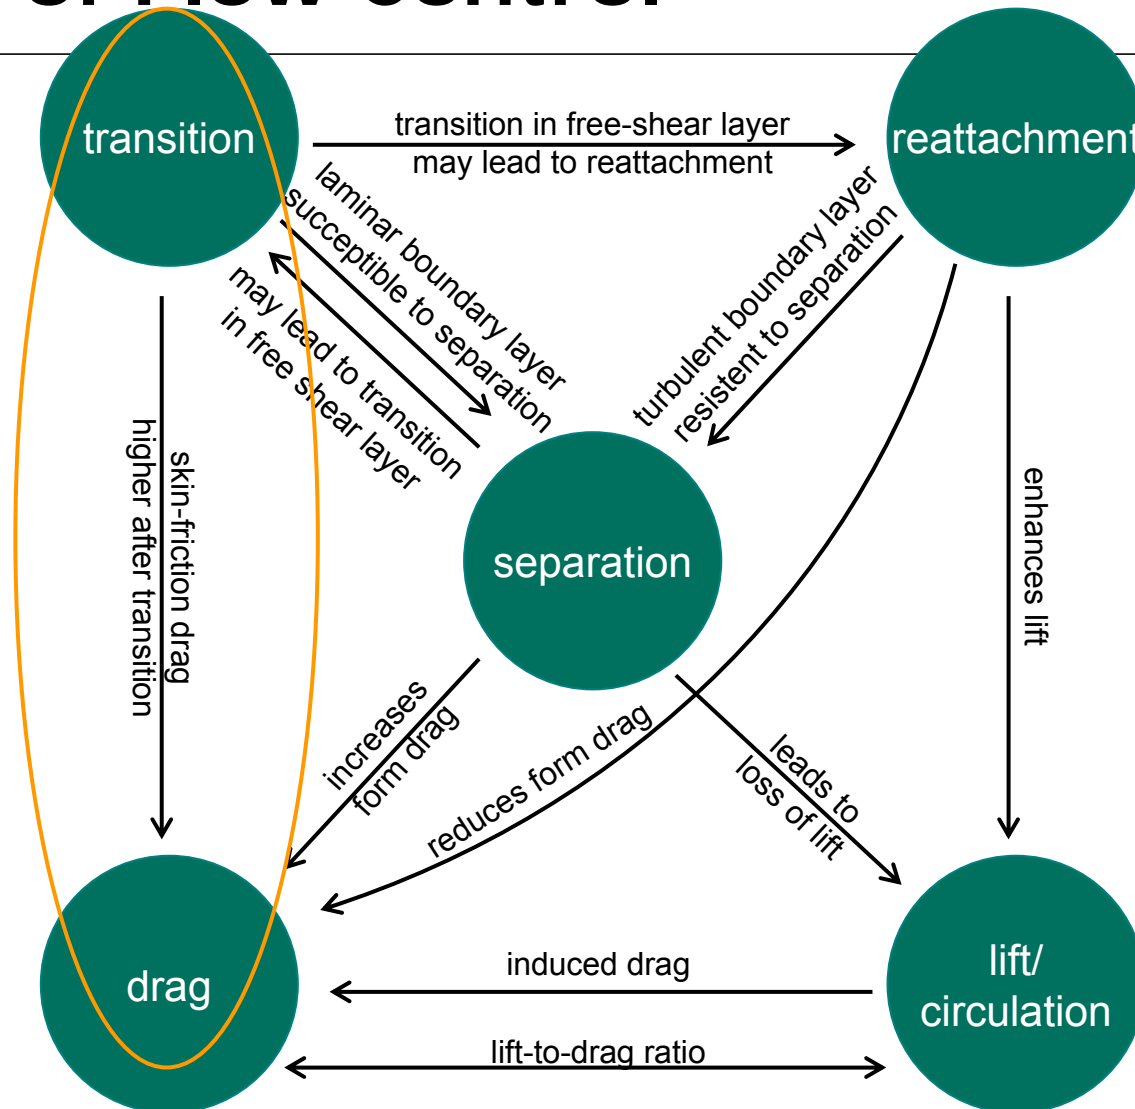 of Flow control
transition
transition in free-shear layer
may lead to reattachment
reattachment
laminar boundary layer
succeptible to separation
may lead to transition
in free shear layer
turbulent boundary layer
resistent to separation
skin-friction drag
higher after transition
separation
enhances lift
increases
form drag
reduces form drag
leads to
loss of lift
drag
induced drag
lift/
circulation
lift-to-drag ratio